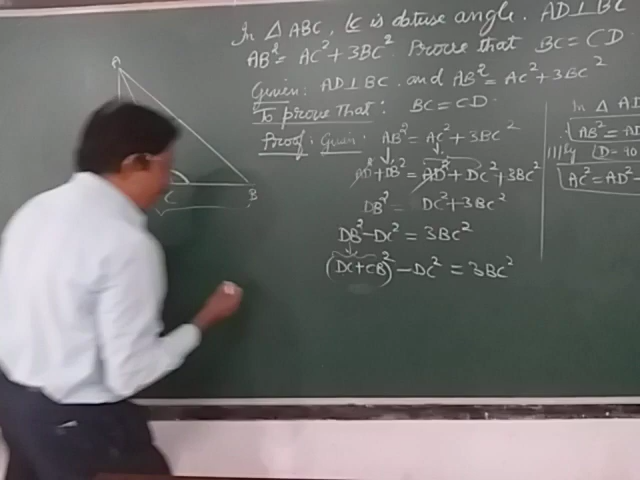 In △ ABC, ∠C is obtuse angle. AD⊥BC
AB² = AC² + 3BC² Prove that BC = CD.
Given: AD⊥BC. and AB² = AC² + 3BC²
To prove that: BC = CD.
Proof: Given: AB² = AC² + 3BC²
AD² + DB² = AD² + DC² + 3BC²
DB² = DC² + 3BC²
DB² - DC² = 3BC²
(DC + CB)² - DC² = 3BC²
A
C
B
In △ AD
AB² = AD
|||ly ∠D = 90
AC² = AD² -